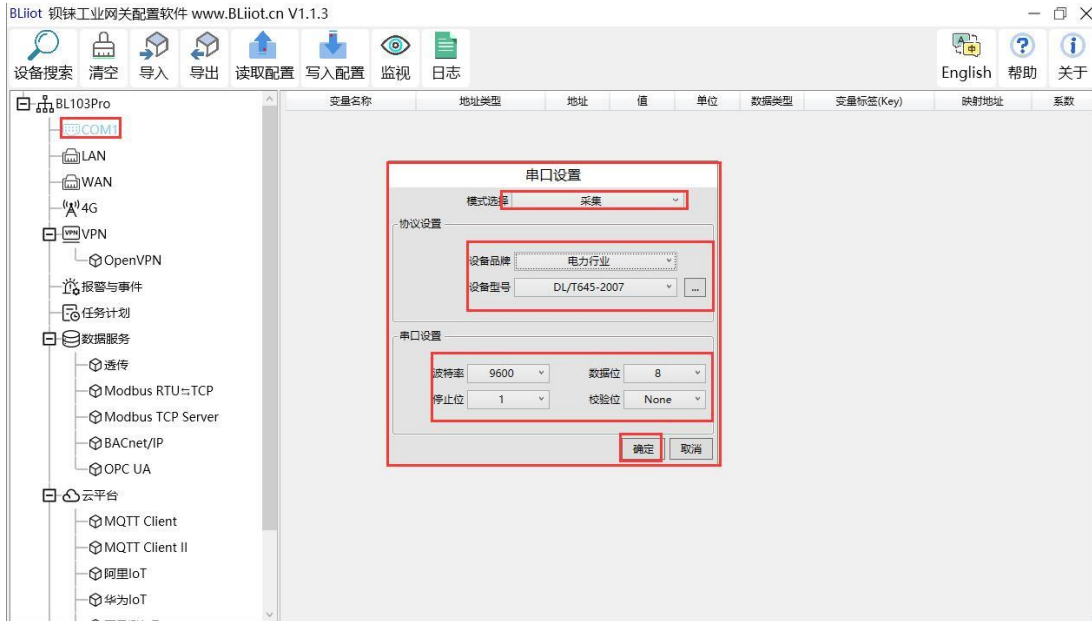 BLiiot 钡铼工业网关配置软件 www.BLiiot.cn V1.1.3
设备搜索 清空 导入 导出 读取配置 写入配置 监视 日志 English 帮助 关于
BL103Pro
COM1
LAN
WAN
4G
VPN
OpenVPN
报警与事件
任务计划
数据服务
透传
Modbus RTU⇆TCP
Modbus TCP Server
BACnet/IP
OPC UA
云平台
MQTT Client
MQTT Client II
阿里IoT
华为IoT
变量名称 地址类型 地址 值 单位 数据类型 变量标签(Key) 映射地址 系数
串口设置
模式选择 采集
协议设置
设备品牌 电力行业
设备型号 DL/T645-2007 ...
串口设置
波特率 9600 数据位 8
停止位 1 校验位 None
确定 取消